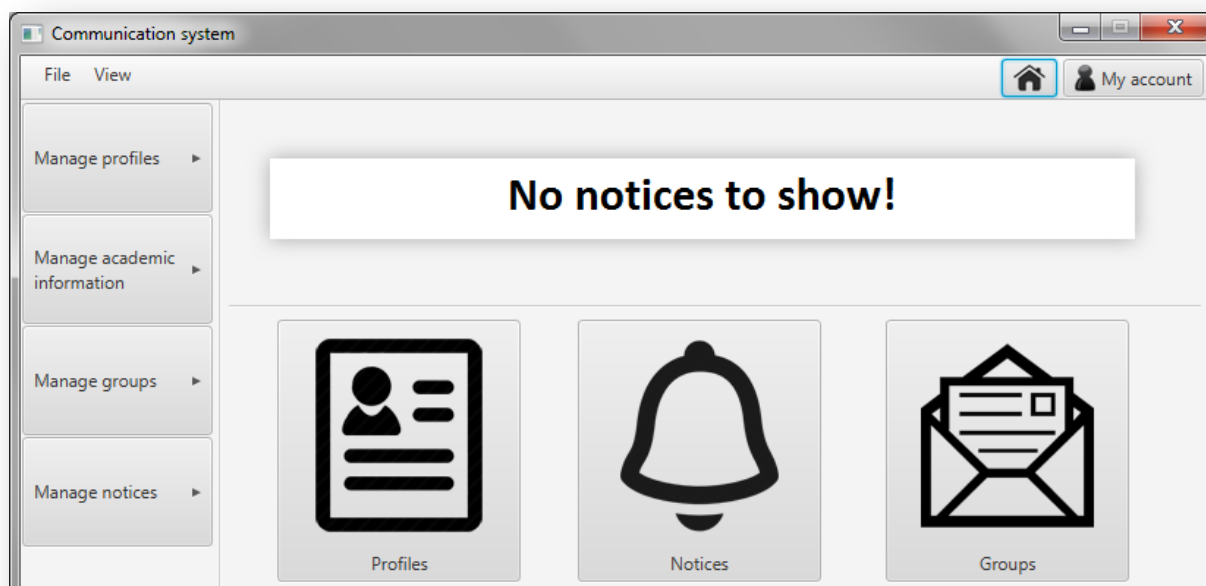 Communication system
File View
My account
Manage profiles
Manage academic
information
Manage groups
Manage notices
No notices to show!
Profiles
Notices
Groups